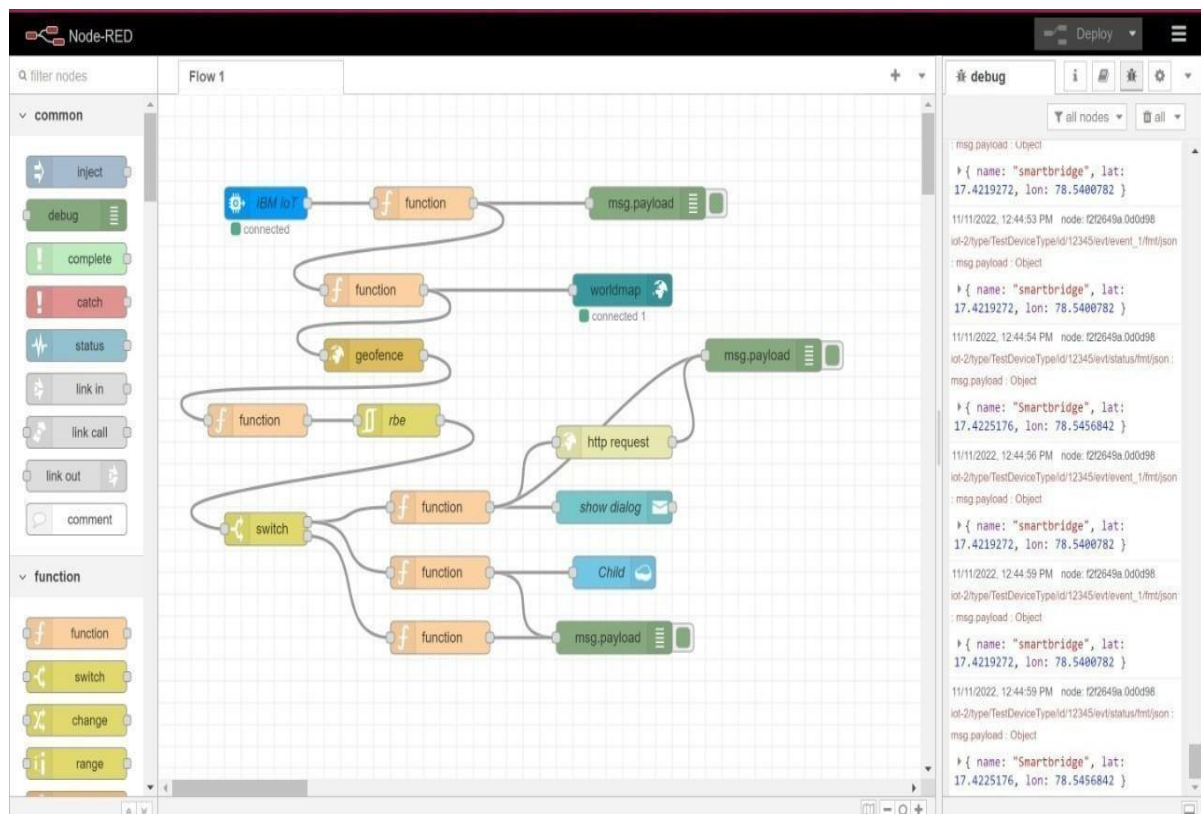 Node-RED
Deploy
filter nodes
Flow 1
debug
i
all nodes
all
common
inject
debug
complete
catch
status
link in
link call
link out
comment
function
function
switch
change
range
IBM IoT
connected
function
msg.payload
function
worldmap
connected 1
geofence
msg.payload
function
rbe
http request
function
show dialog
switch
function
Child
function
msg.payload
: msg.payload : Object
{ name: "smartbridge", lat:
17.4219272, lon: 78.5400782 }
11/11/2022, 12:44:53 PM node: f2f2649a.0d0d98
iot-2/type/TestDeviceType/id/12345/evt/event_1/fmt/json
: msg.payload : Object
{ name: "smartbridge", lat:
17.4219272, lon: 78.5400782 }
11/11/2022, 12:44:54 PM node: f2f2649a.0d0d98
iot-2/type/TestDeviceType/id/12345/evt/status/fmt/json :
msg.payload : Object
{ name: "Smartbridge", lat:
17.4225176, lon: 78.5456842 }
11/11/2022, 12:44:56 PM node: f2f2649a.0d0d98
iot-2/type/TestDeviceType/id/12345/evt/event_1/fmt/json
: msg.payload : Object
{ name: "smartbridge", lat:
17.4219272, lon: 78.5400782 }
11/11/2022, 12:44:59 PM node: f2f2649a.0d0d98
iot-2/type/TestDeviceType/id/12345/evt/event_1/fmt/json
: msg.payload : Object
{ name: "smartbridge", lat:
17.4219272, lon: 78.5400782 }
11/11/2022, 12:44:59 PM node: f2f2649a.0d0d98
iot-2/type/TestDeviceType/id/12345/evt/status/fmt/json :
msg.payload : Object
{ name: "Smartbridge", lat:
17.4225176, lon: 78.5456842 }